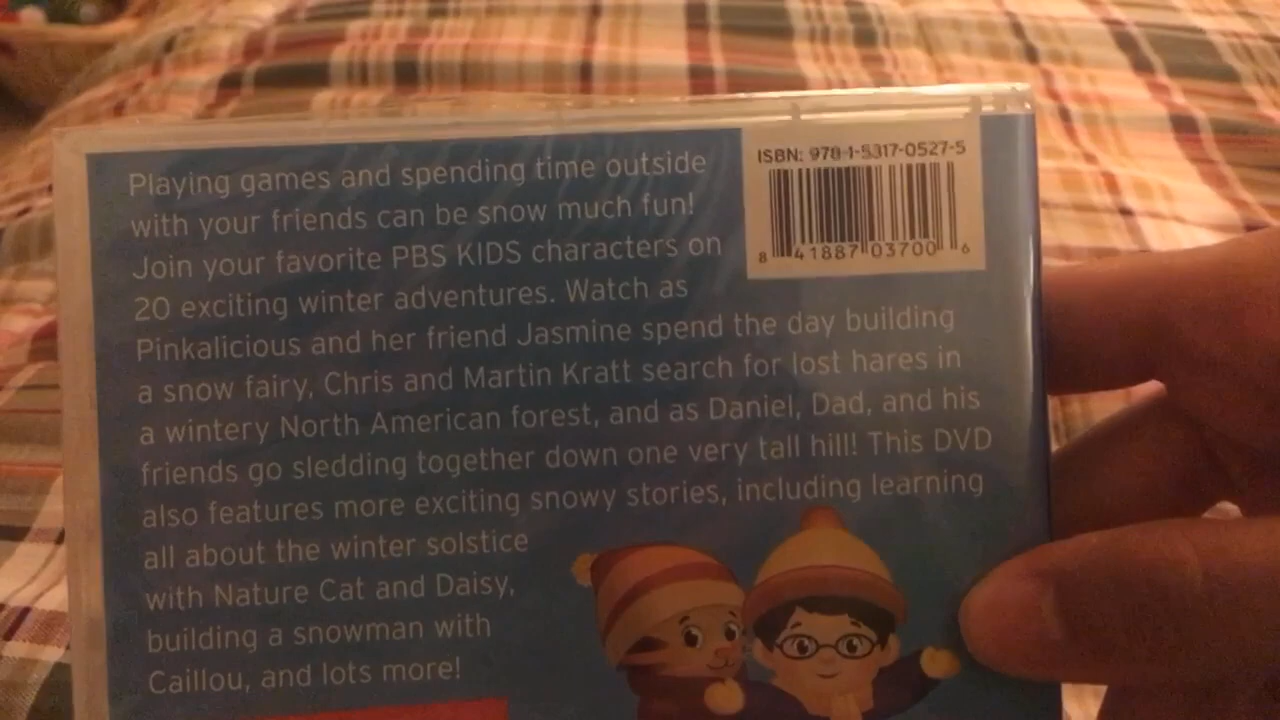 Playing games and spending time outside
with your friends can be snow much fun!
Join your favorite PBS KIDS characters on
20 exciting winter adventures. Watch as
Pinkalicious and her friend Jasmine spend the day building
a snow fairy, Chris and Martin Kratt search for lost hares in
a wintery North American forest, and as Daniel, Dad, and his
friends go sledding together down one very tall hill! This DVD
also features more exciting snowy stories, including learning
all about the winter solstice
with Nature Cat and Daisy,
building a snowman with
Caillou, and lots more!
ISBN: 978-1-5317-0527-5
8 41887 03700 6